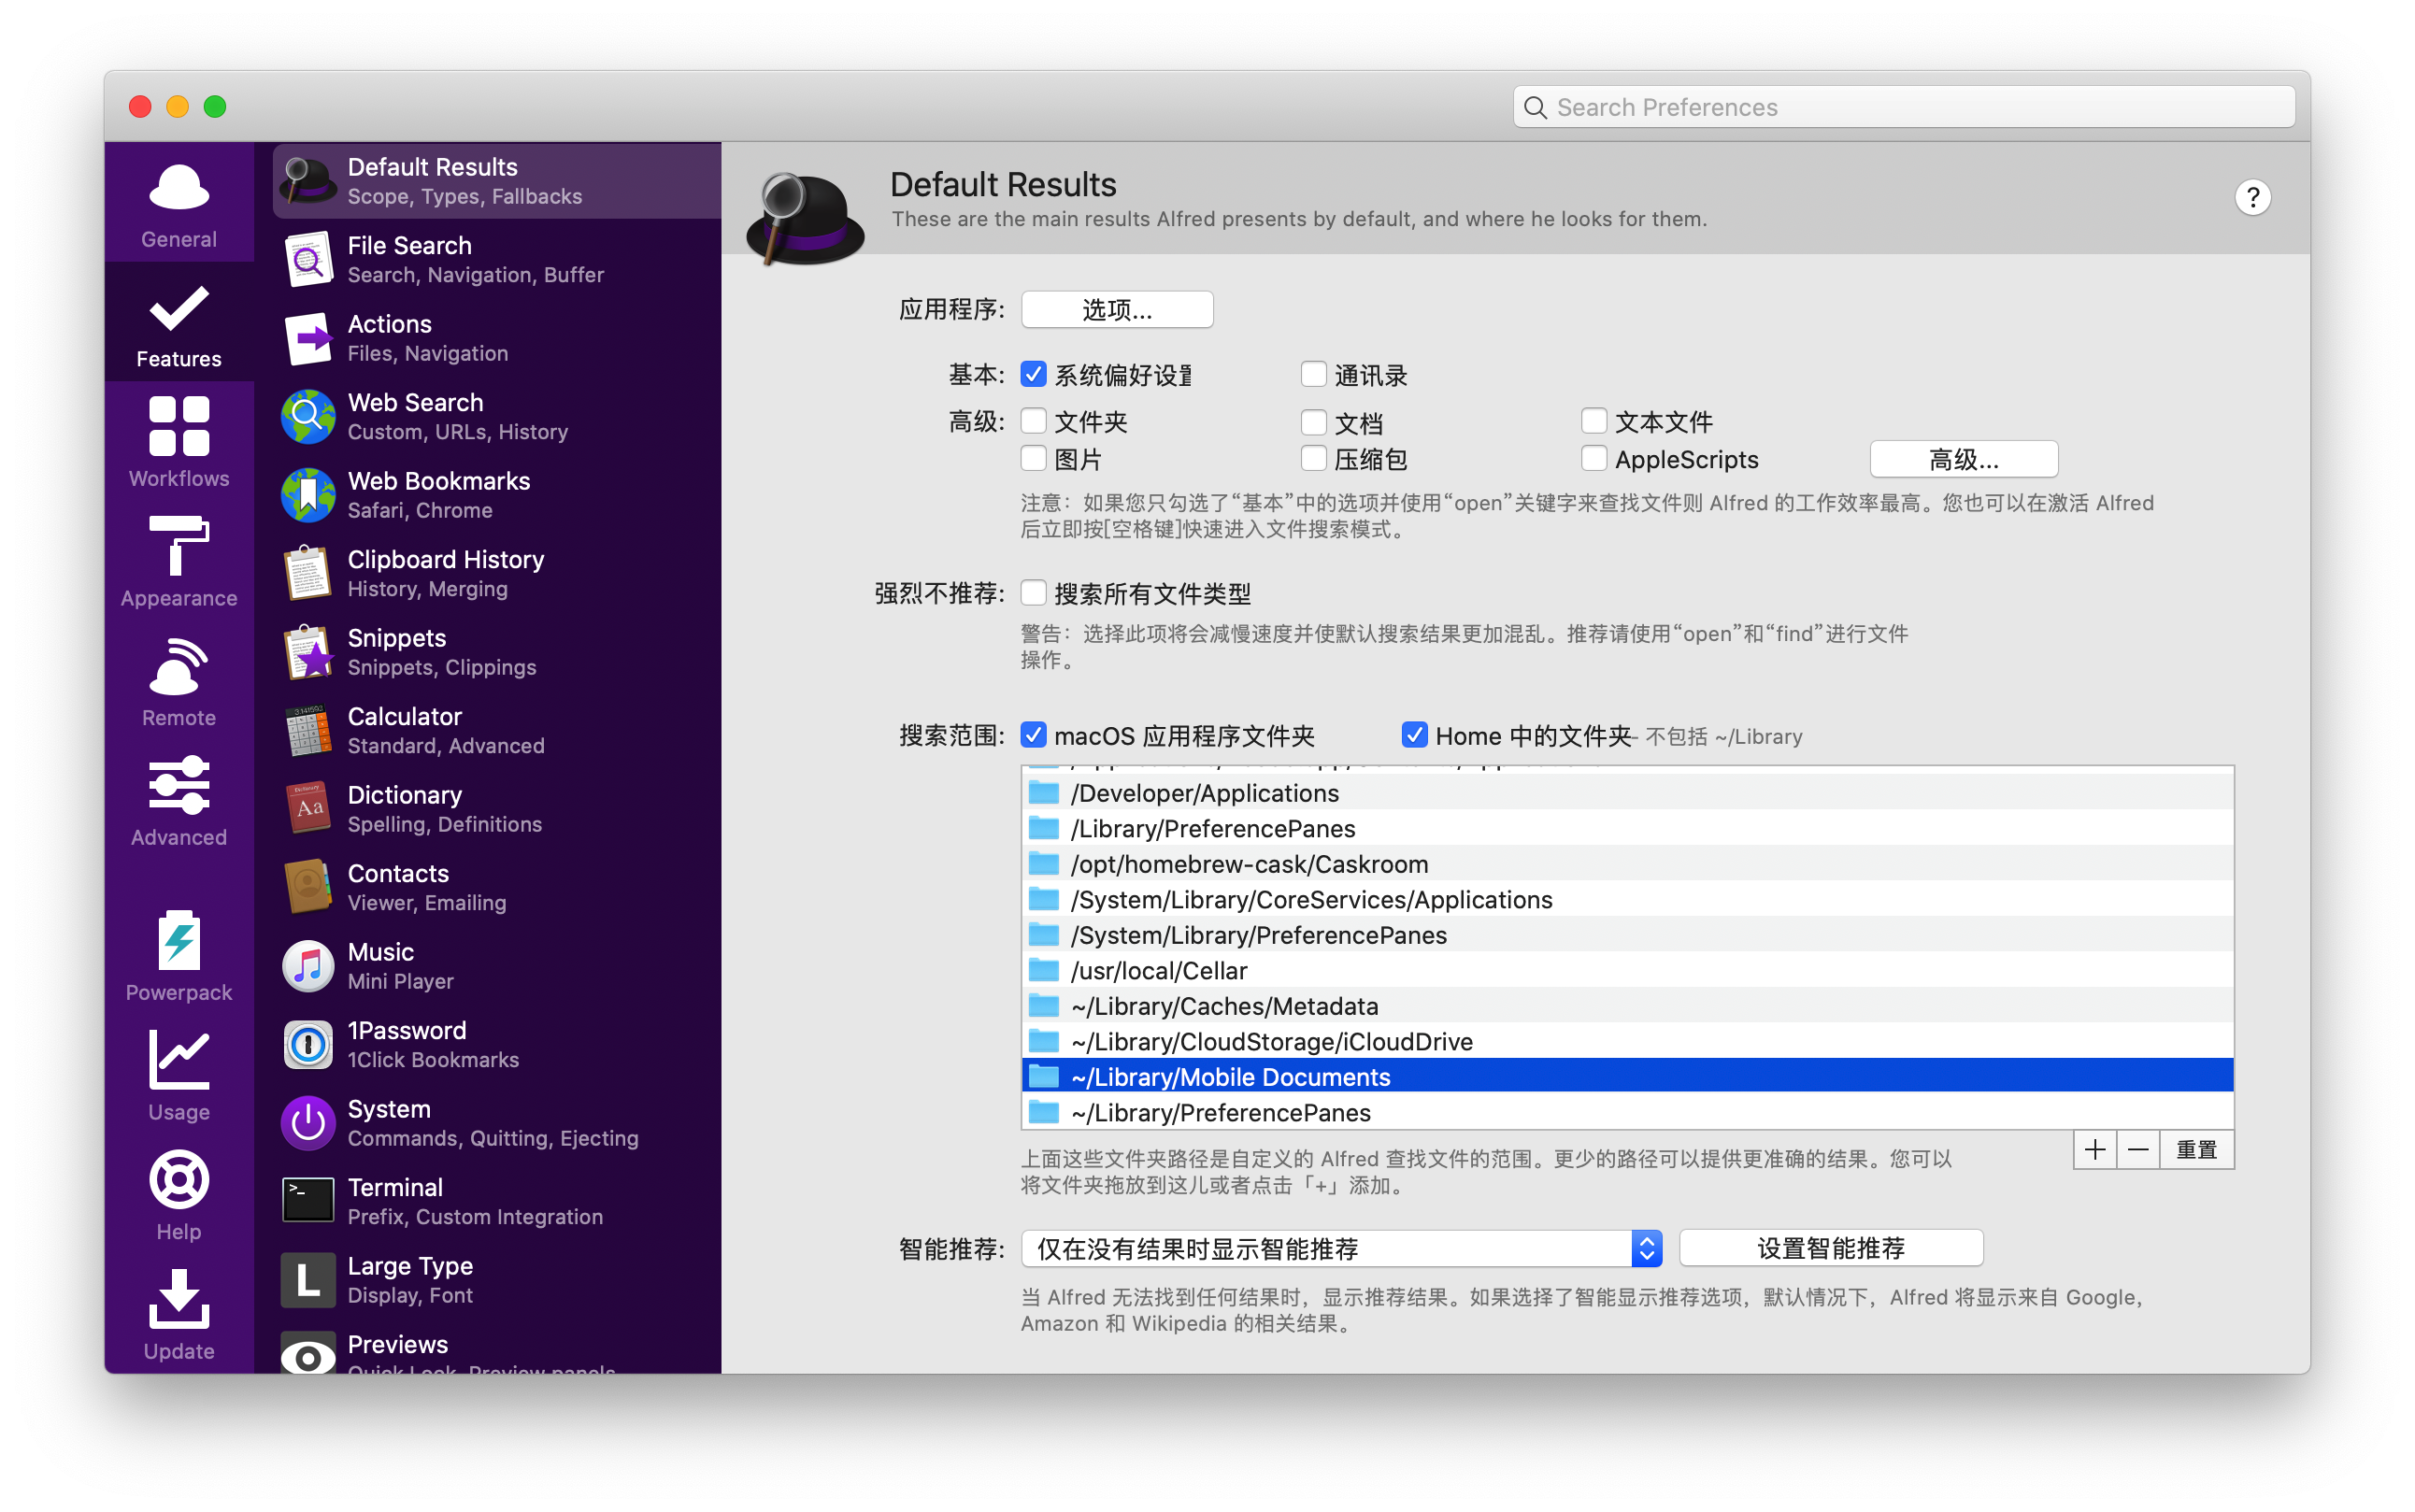 Search Preferences
General
Features
Workflows
Appearance
Remote
Advanced
Powerpack
Usage
Help
Update
Default Results
Scope, Types, Fallbacks
File Search
Search, Navigation, Buffer
Actions
Files, Navigation
Web Search
Custom, URLs, History
Web Bookmarks
Safari, Chrome
Clipboard History
History, Merging
Snippets
Snippets, Clippings
Calculator
Standard, Advanced
Dictionary
Spelling, Definitions
Contacts
Viewer, Emailing
Music
Mini Player
1Password
1Click Bookmarks
System
Commands, Quitting, Ejecting
Terminal
Prefix, Custom Integration
Large Type
Display, Font
Previews
Quick Look, Preview panels
Default Results
These are the main results Alfred presents by default, and where he looks for them.
?
应用程序: 选项...
基本: 系统偏好设置 通讯录
高级: 文件夹 文档 文本文件
图片 压缩包 AppleScripts 高级...
注意：如果您只勾选了“基本”中的选项并使用“open”关键字来查找文件则 Alfred 的工作效率最高。您也可以在激活 Alfred
后立即按[空格键]快速进入文件搜索模式。
强烈不推荐: 搜索所有文件类型
警告：选择此项将会减慢速度并使默认搜索结果更加混乱。推荐请使用“open”和“find”进行文件
操作。
搜索范围: macOS 应用程序文件夹 Home 中的文件夹 - 不包括 ~/Library
/Developer/Applications
/Library/PreferencePanes
/opt/homebrew-cask/Caskroom
/System/Library/CoreServices/Applications
/System/Library/PreferencePanes
/usr/local/Cellar
~/Library/Caches/Metadata
~/Library/CloudStorage/iCloudDrive
~/Library/Mobile Documents
~/Library/PreferencePanes
+ − 重置
上面这些文件夹路径是自定义的 Alfred 查找文件的范围。更少的路径可以提供更准确的结果。您可以
将文件夹拖放到这儿或者点击「+」添加。
智能推荐: 仅在没有结果时显示智能推荐 设置智能推荐
当 Alfred 无法找到任何结果时，显示推荐结果。如果选择了智能显示推荐选项，默认情况下，Alfred 将显示来自 Google，
Amazon 和 Wikipedia 的相关结果。